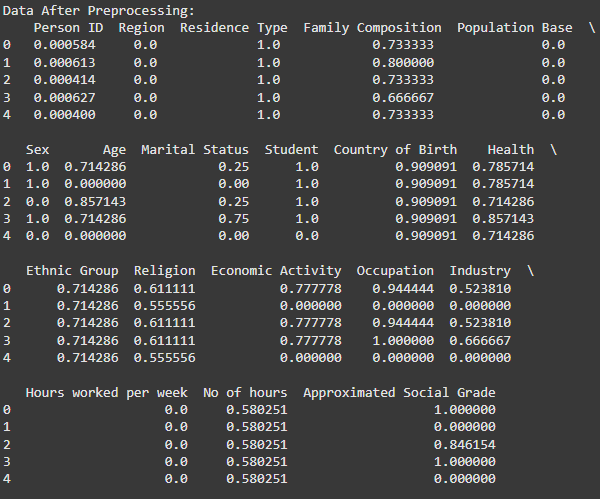 Data After Preprocessing:
Person ID Region Residence Type Family Composition Population Base \
0 0.000584 0.0 1.0 0.733333 0.0
1 0.000613 0.0 1.0 0.800000 0.0
2 0.000414 0.0 1.0 0.733333 0.0
3 0.000627 0.0 1.0 0.666667 0.0
4 0.000400 0.0 1.0 0.733333 0.0
Sex Age Marital Status Student Country of Birth Health \
0 1.0 0.714286 0.25 1.0 0.909091 0.785714
1 1.0 0.000000 0.00 1.0 0.909091 0.785714
2 0.0 0.857143 0.25 1.0 0.909091 0.714286
3 1.0 0.714286 0.75 1.0 0.909091 0.857143
4 0.0 0.000000 0.00 0.0 0.909091 0.714286
Ethnic Group Religion Economic Activity Occupation Industry \
0 0.714286 0.611111 0.777778 0.944444 0.523810
1 0.714286 0.555556 0.000000 0.000000 0.000000
2 0.714286 0.611111 0.777778 0.944444 0.523810
3 0.714286 0.611111 0.777778 1.000000 0.666667
4 0.714286 0.555556 0.000000 0.000000 0.000000
Hours worked per week No of hours Approximated Social Grade
0 0.0 0.580251 1.000000
1 0.0 0.580251 0.000000
2 0.0 0.580251 0.846154
3 0.0 0.580251 1.000000
4 0.0 0.580251 0.000000